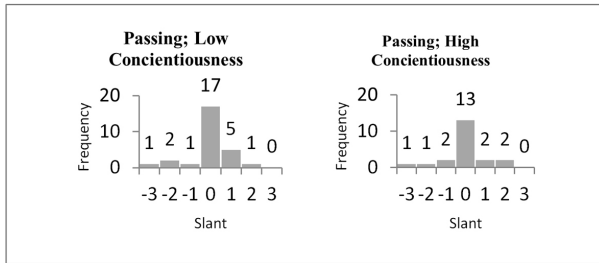 Passing; Low
Concientiousness
Frequency
20
10
0
1 2 1 17 5 1 0
-3 -2 -1 0 1 2 3
Slant
Passing; High
Concientiousness
Frequency
20
10
0
1 1 2 13 2 2 0
-3 -2 -1 0 1 2 3
Slant